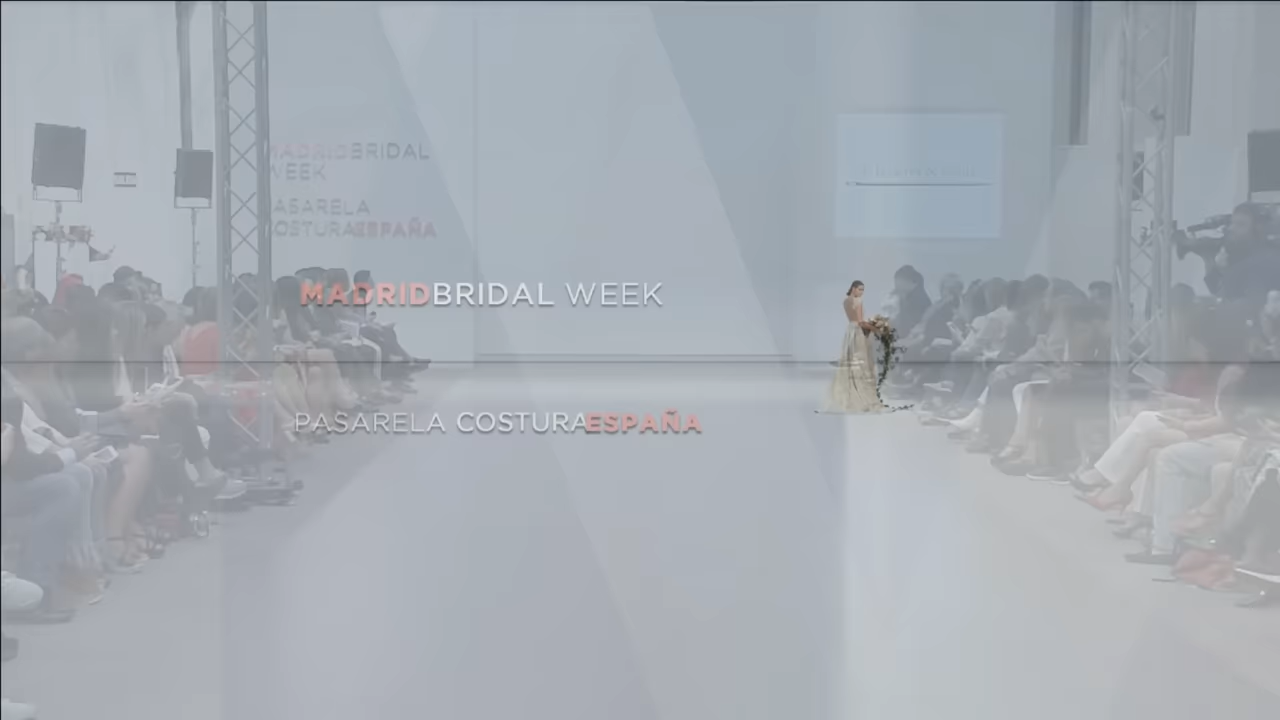 MADRIDBRIDAL
WEEK
PASARELA
COSTURAESPAÑA
MADRIDBRIDAL WEEK
PASARELA COSTURAESPAÑA